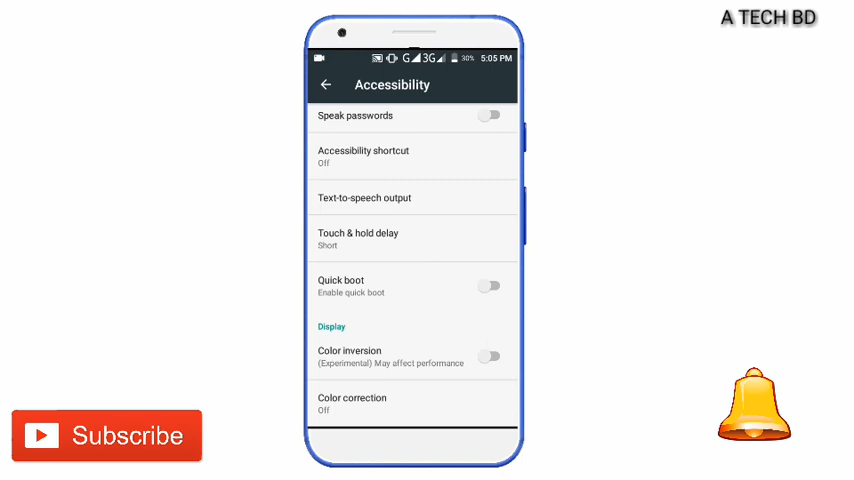 A TECH BD
G 3G 30% 5:05 PM
Accessibility
Speak passwords
Accessibility shortcut
Off
Text-to-speech output
Touch & hold delay
Short
Quick boot
Enable quick boot
Display
Color inversion
(Experimental) May affect performance
Color correction
Off
Subscribe